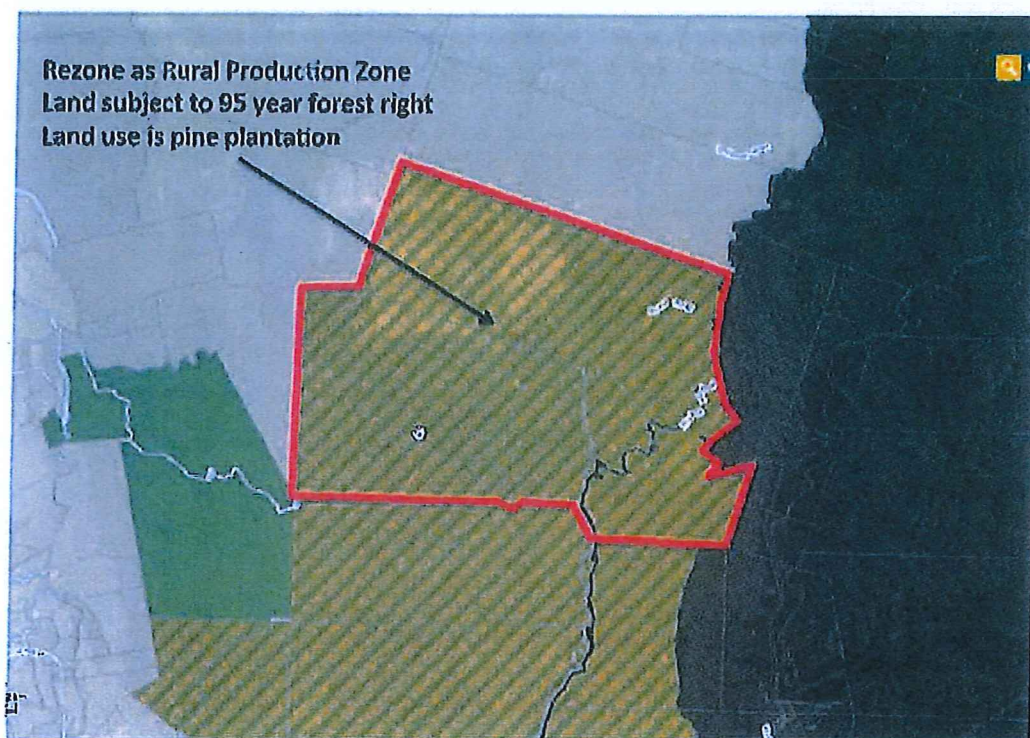 Rezone as Rural Production Zone
Land subject to 95 year forest right
Land use is pine plantation